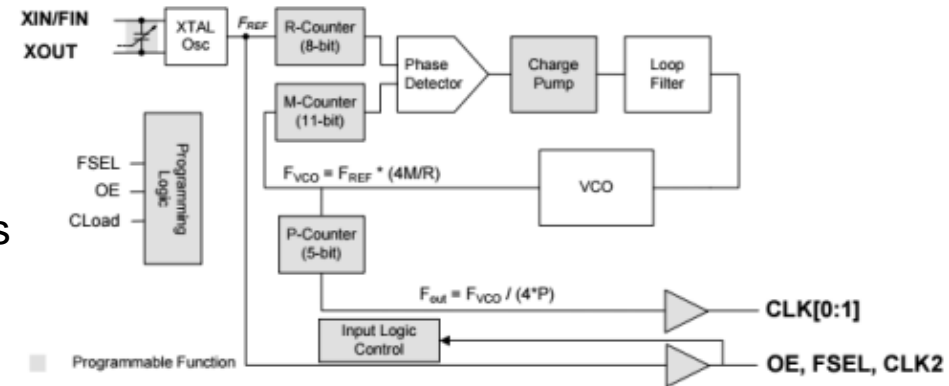 XIN/FIN
XOUT
XTAL
Osc
FREF
R-Counter
(8-bit)
M-Counter
(11-bit)
Phase
Detector
Charge
Pump
Loop
Filter
FSEL
OE
CLoad
Programming
Logic
FVCO = FREF * (4M/R)
VCO
s
P-Counter
(5-bit)
Fout = FVCO / (4*P)
CLK[0:1]
Input Logic
Control
Programmable Function
OE, FSEL, CLK2